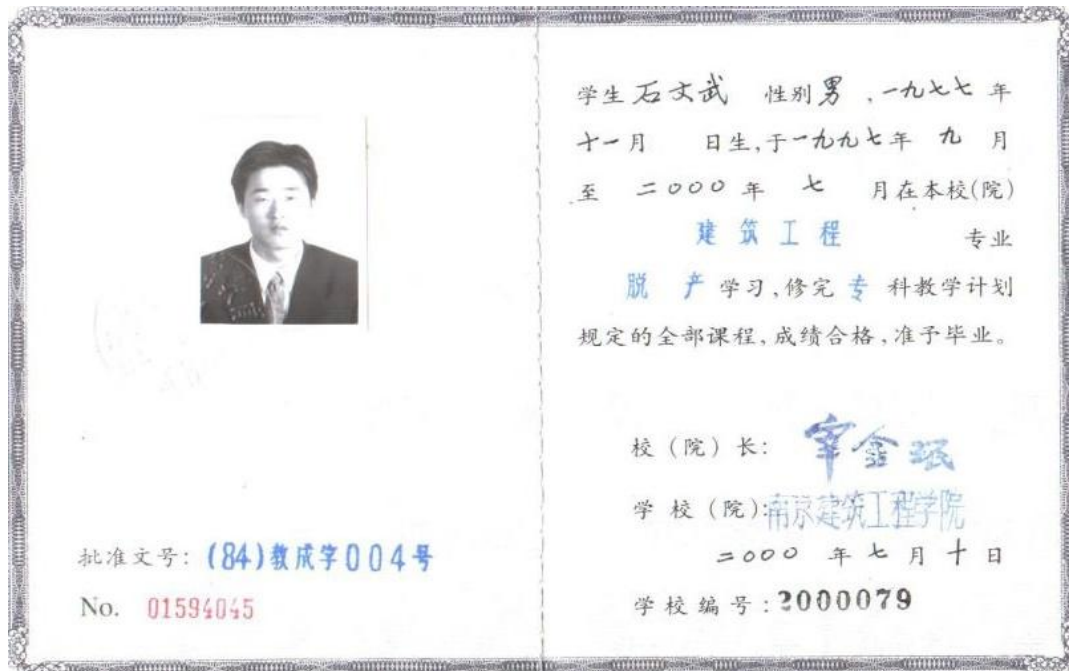 批准文号：(84)教成字004号
No. 01594045
学生石文武 性别男，一九七七年
十一月 日生，于一九九七年 九 月
至 二000 年 七 月在本校(院)
建筑工程 专业
脱 产 学习，修完 专 科教学计划
规定的全部课程，成绩合格，准予毕业。
校（院）长：
学校（院）：南京建筑工程学院
二000 年 七 月 十 日
学校编号：2000079